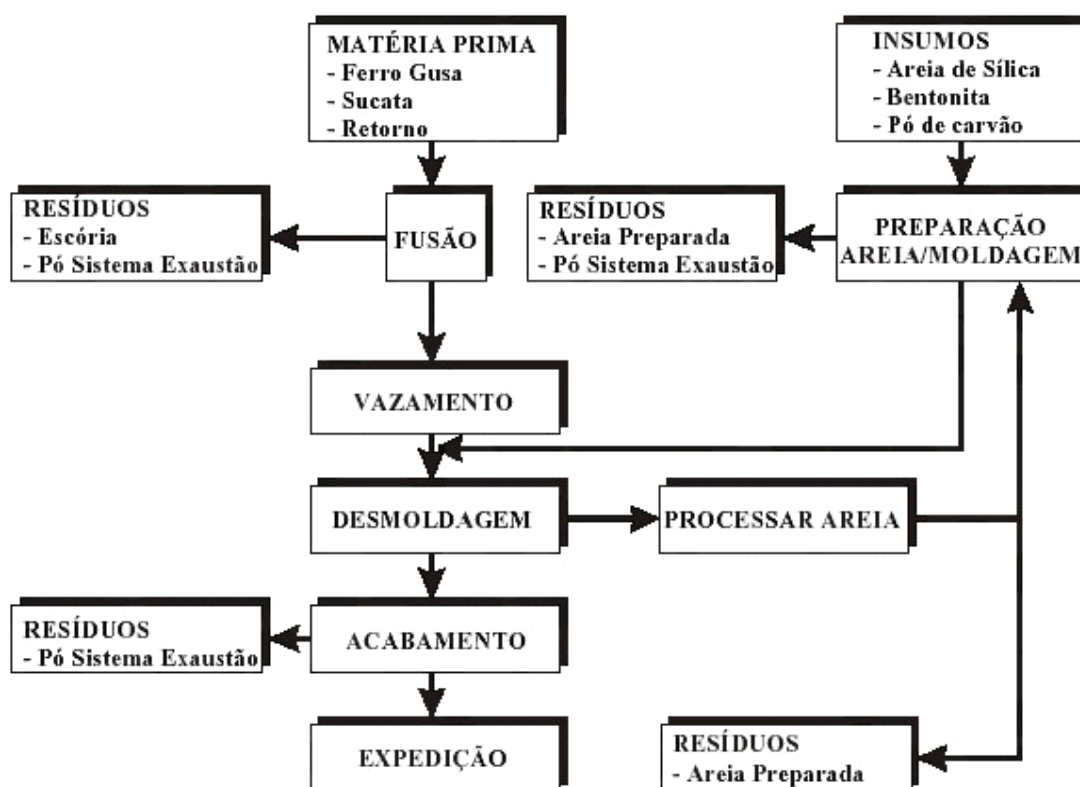 MATÉRIA PRIMA
- Ferro Gusa
- Sucata
- Retorno
INSUMOS
- Areia de Sílica
- Bentonita
- Pó de carvão
RESÍDUOS
- Escória
- Pó Sistema Exaustão
FUSÃO
RESÍDUOS
- Areia Preparada
- Pó Sistema Exaustão
PREPARAÇÃO
AREIA/MOLDAGEM
VAZAMENTO
DESMOLDAGEM
PROCESSAR AREIA
RESÍDUOS
- Pó Sistema Exaustão
ACABAMENTO
EXPEDIÇÃO
RESÍDUOS
- Areia Preparada